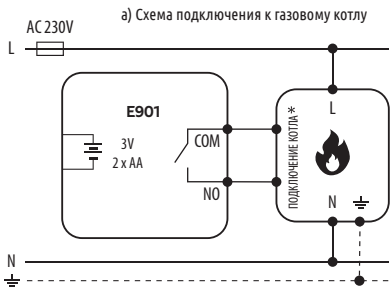 a) Схема подключения к газовому котлу
AC 230V
L
E901
3V
2 x AA
COM
NO
ПОДКЛЮЧЕНИЕ КОТЛА *
L
N
N